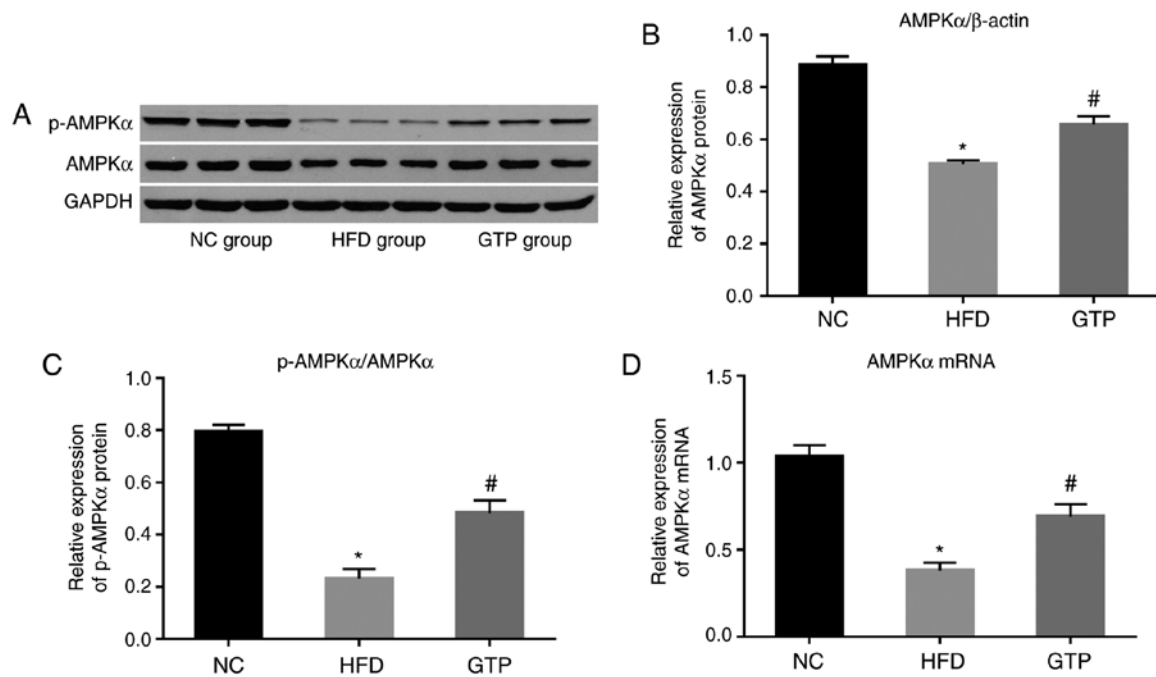 A
p-AMPKα
AMPKα
GAPDH
NC group HFD group GTP group
B
AMPKα/β-actin
Relative expression
of AMPKα protein
0.8
0.6
0.4
0.2
0.0
*
#
NC HFD GTP
C
p-AMPKα/AMPKα
Relative expression
of p-AMPKα protein
1.0
0.8
0.6
0.4
0.2
0.0
*
#
NC HFD GTP
D
AMPKα mRNA
Relative expression
of AMPKα mRNA
1.5
1.0
0.5
0.0
*
#
NC HFD GTP